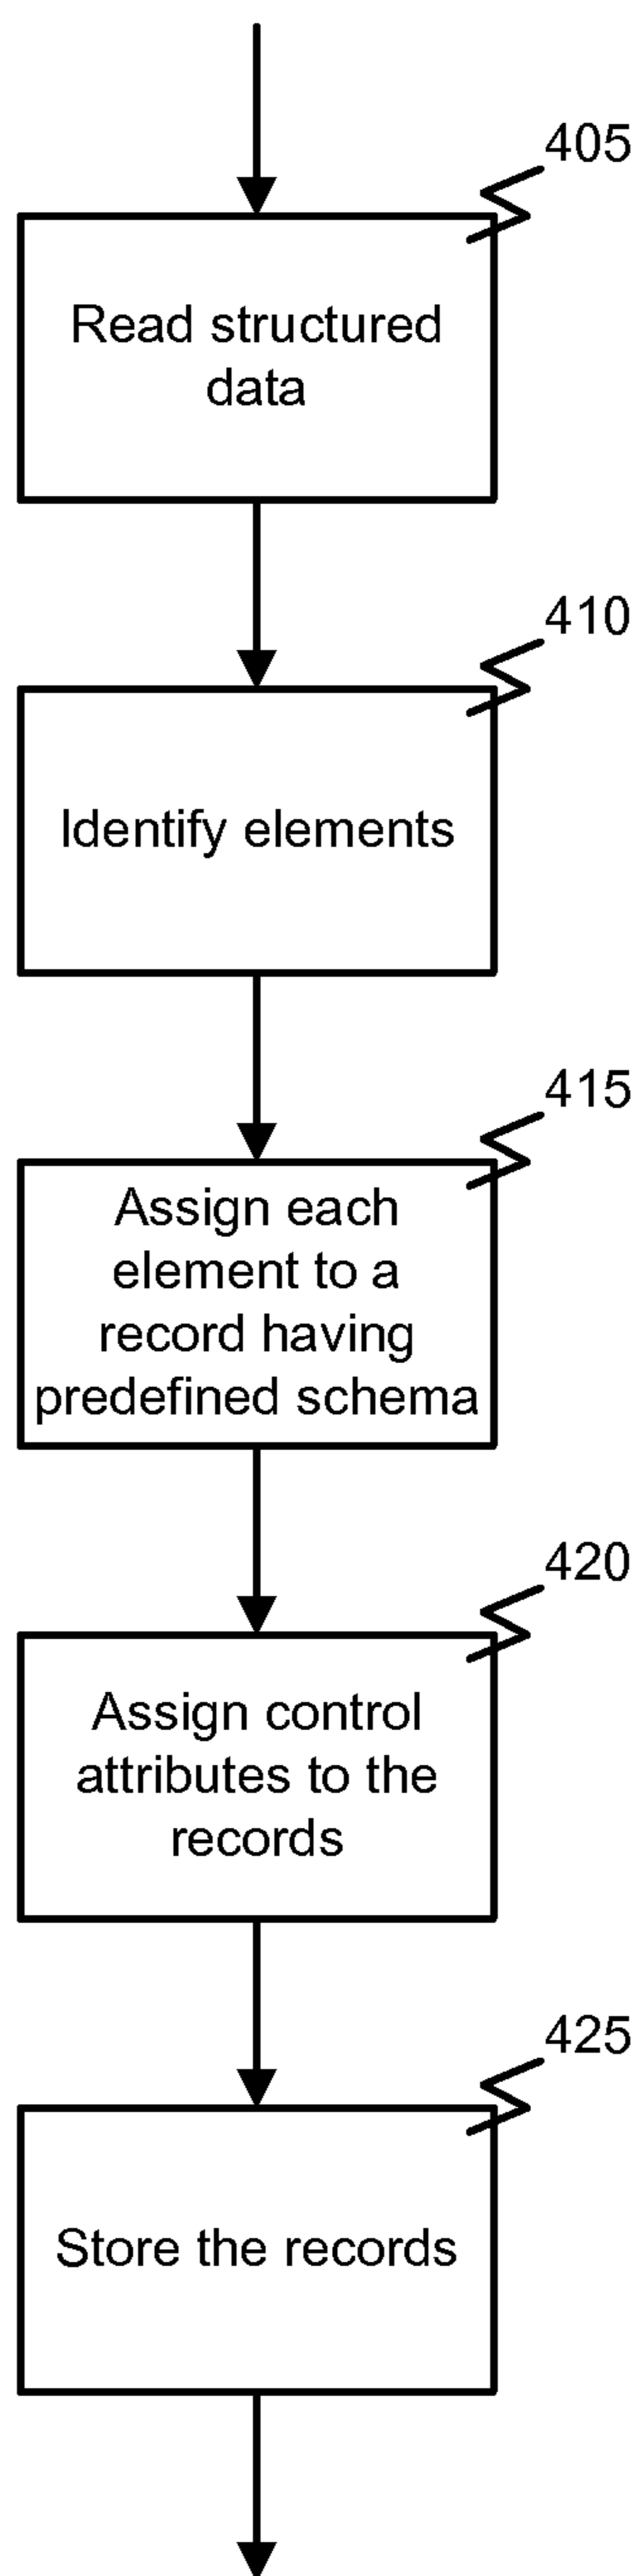 405
Read structured
data
410
Identify elements
415
Assign each
element to a
record having
predefined schema
420
Assign control
attributes to the
records
425
Store the records